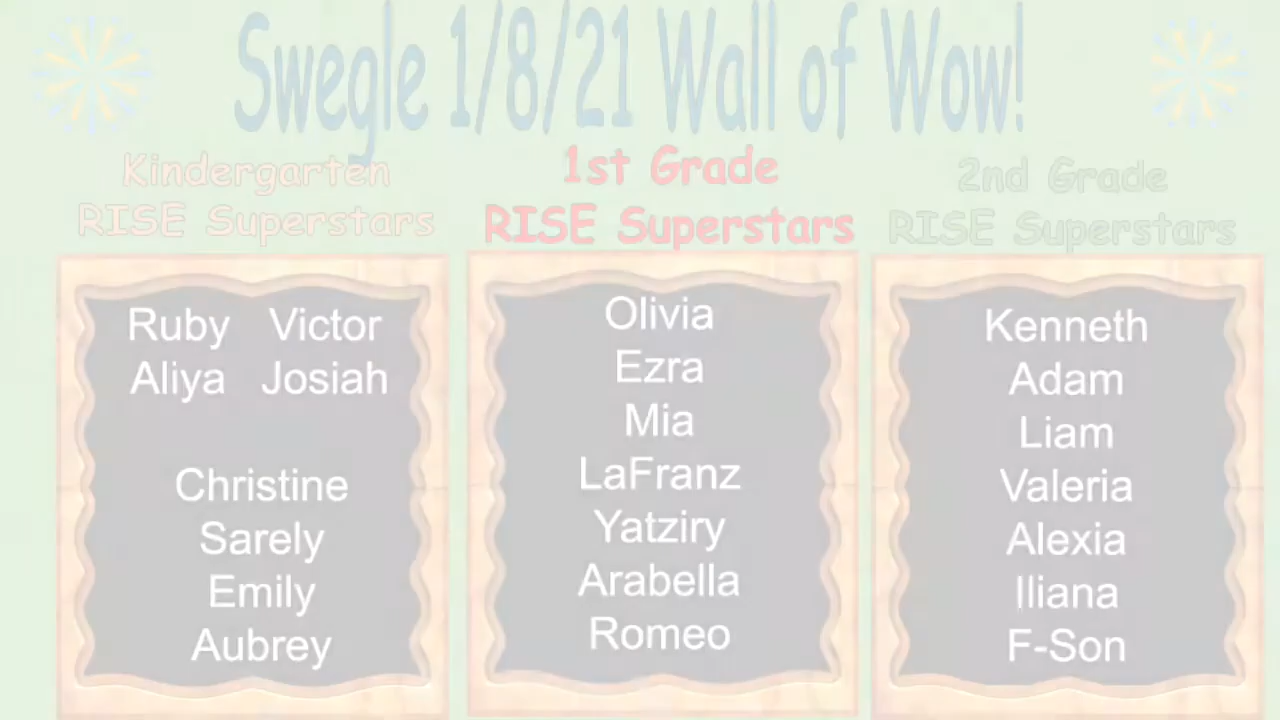 Swegle 1/8/21 Wall of Wow!
Kindergarten
RISE Superstars
Ruby Victor
Aliya Josiah
Christine
Sarely
Emily
Aubrey
1st Grade
RISE Superstars
Olivia
Ezra
Mia
LaFranz
Yatziry
Arabella
Romeo
2nd Grade
RISE Superstars
Kenneth
Adam
Liam
Valeria
Alexia
Iliana
F-Son